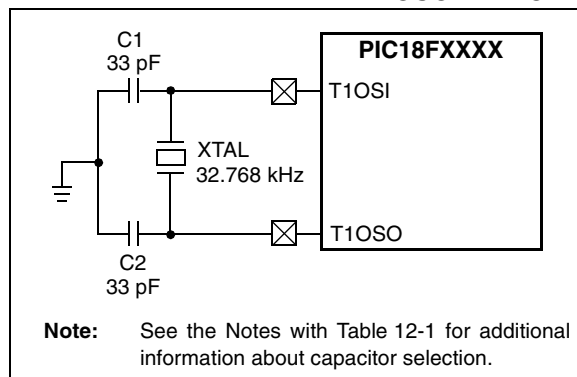 C1
33 pF
PIC18FXXXX
T1OSI
XTAL
32.768 kHz
T1OSO
C2
33 pF
Note: See the Notes with Table 12-1 for additional
information about capacitor selection.